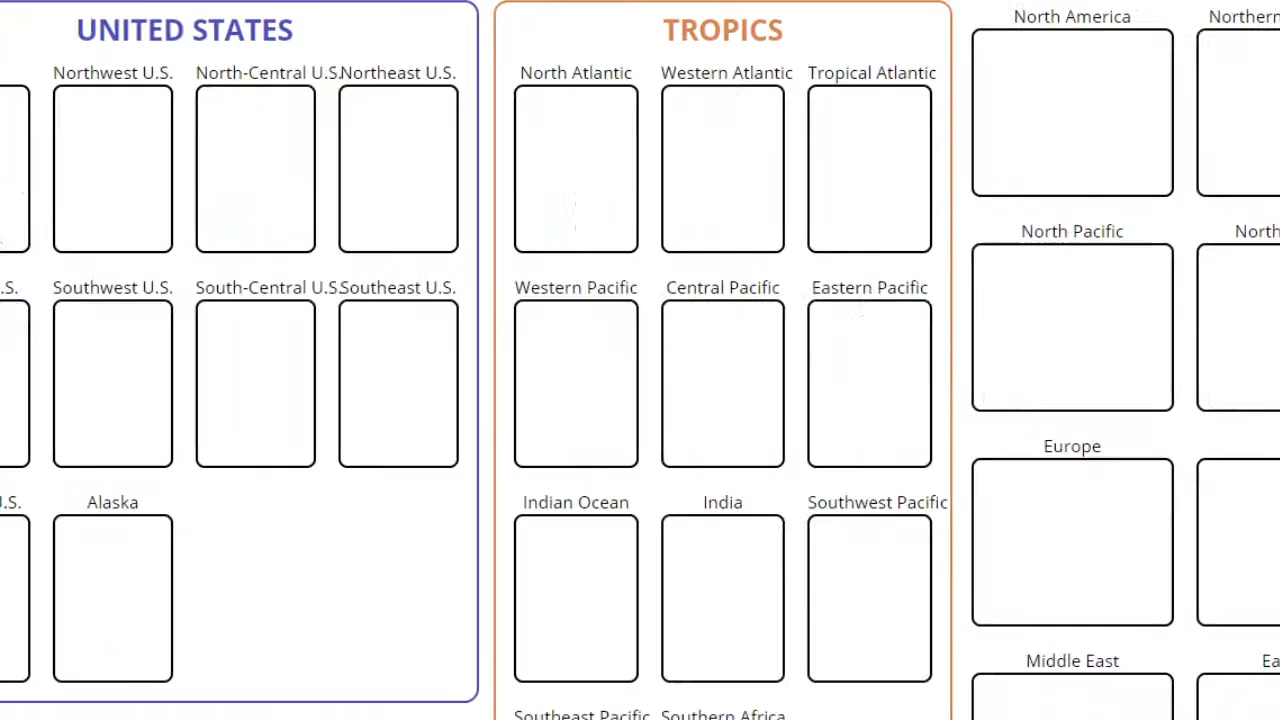 UNITED STATES
Northwest U.S. North-Central U.S. Northeast U.S.
.S. Southwest U.S. South-Central U.S. Southeast U.S.
.S. Alaska
TROPICS
North Atlantic Western Atlantic Tropical Atlantic
Western Pacific Central Pacific Eastern Pacific
Indian Ocean India Southwest Pacific
Southeast Pacific Southern Africa
North America Northern
North Pacific North
Europe
Middle East Ea